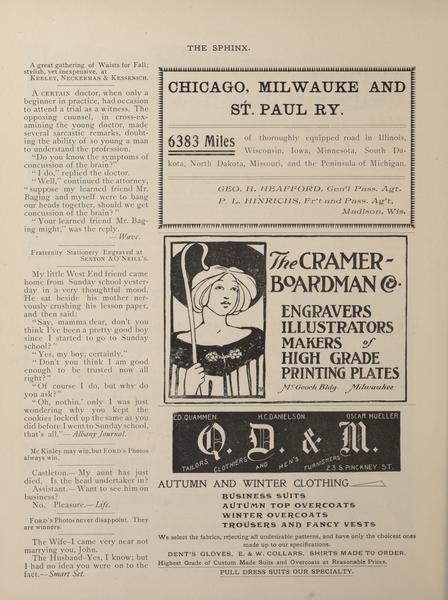 THE SPHINX.
A great gathering of Waists for Fall;
stylish, yet inexpensive, at
KEELEY, NECKERMAN & KESSENICH.
A CERTAIN doctor, when only a
beginner in practice, had occasion
to attend a trial as a witness. The
opposing counsel, in cross-ex-
amining the young doctor, made
several sarcastic remarks, doubt-
ing the ability of so young a man
to understand the profession.
"Do you know the symptoms of
concussion of the brain?"
"I do," replied the doctor.
"Well," continued the attorney,
"suppose my learned friend Mr.
Baging and myself were to bang
our heads together, should we get
concussion of the brain?"
"Your learned friend Mr. Bag-
ing might," was the reply.
—Wave.
Fraternity Stationery Engraved at
SEXTON & O'NEILL'S.
My little West End friend came
home from Sunday school yester-
day in a very thoughtful mood.
He sat beside his mother ner-
vously crushing his lesson paper,
and then said:
"Say, mamma dear, don't you
think I've been a pretty good boy
since I started to go to Sunday
school?"
"Yes, my boy, certainly."
"Don't you think I am good
enough to be trusted now all
right?"
"Of course I do, but why do
you ask?"
"Oh, nothin,' only I was just
wondering why you kept the
cookies locked up the same as you
did before I went to Sunday school,
that's all."—Albany Journal.
McKinley may win, but FORD'S Photos
always win.
Castleton.—My aunt has just
died. Is the head undertaker in?
Assistant.—Want to see him on
business?
No. Pleasure.—Life.
FORD'S Photos never disappoint. They
are winners.
The Wife—I came very near not
marrying you, John.
The Husband—Yes, I know; but
I had no idea you were on to the
fact.—Smart Set.
CHICAGO, MILWAUKE AND
ST. PAUL RY.
6383 Miles of thoroughly equipped road in Illinois,
Wisconsin, Iowa, Minnesota, South Da-
kota, North Dakota, Missouri, and the Peninsula of Michigan.
GEO. H. HEAFFORD, Gen'l Pass. Agt.
P. L. HINRICHS, Fr't and Pass. Ag't,
Madison, Wis.
The CRAMER-
BOARDMAN Co.
ENGRAVERS
ILLUSTRATORS
MAKERS of
HIGH GRADE
PRINTING PLATES
McGeoch Bldg. Milwaukee
ED. QUAMMEN. H.C. DANIELSON. OSCAR MUELLER.
Q. D. & M.
TAILORS CLOTHIERS AND MEN'S FURNISHERS 23 S. PINCKNEY ST.
AUTUMN AND WINTER CLOTHING
BUSINESS SUITS
AUTUMN TOP OVERCOATS
WINTER OVERCOATS
TROUSERS AND FANCY VESTS
We select the fabrics, rejecting all undesirable patterns, and have only the choicest ones
made up to our specifications.
DENT'S GLOVES. E. & W. COLLARS. SHIRTS MADE TO ORDER.
Highest Grade of Custom Made Suits and Overcoats at Reasonable Prices.
FULL DRESS SUITS OUR SPECIALTY.